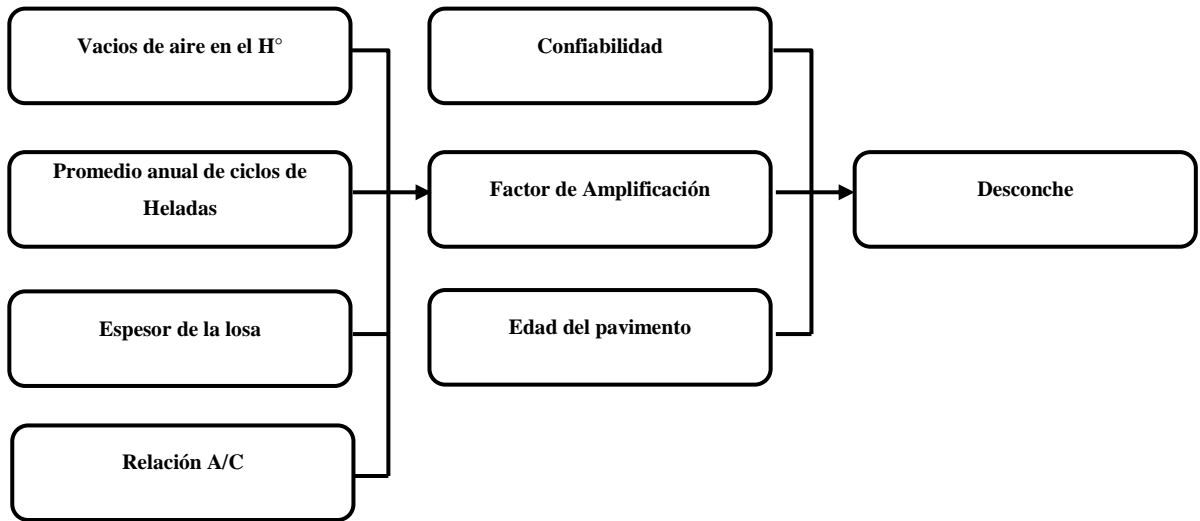 Vacios de aire en el H°
Promedio anual de ciclos de
Heladas
Espesor de la losa
Relación A/C
Confiabilidad
Factor de Amplificación
Edad del pavimento
Desconche